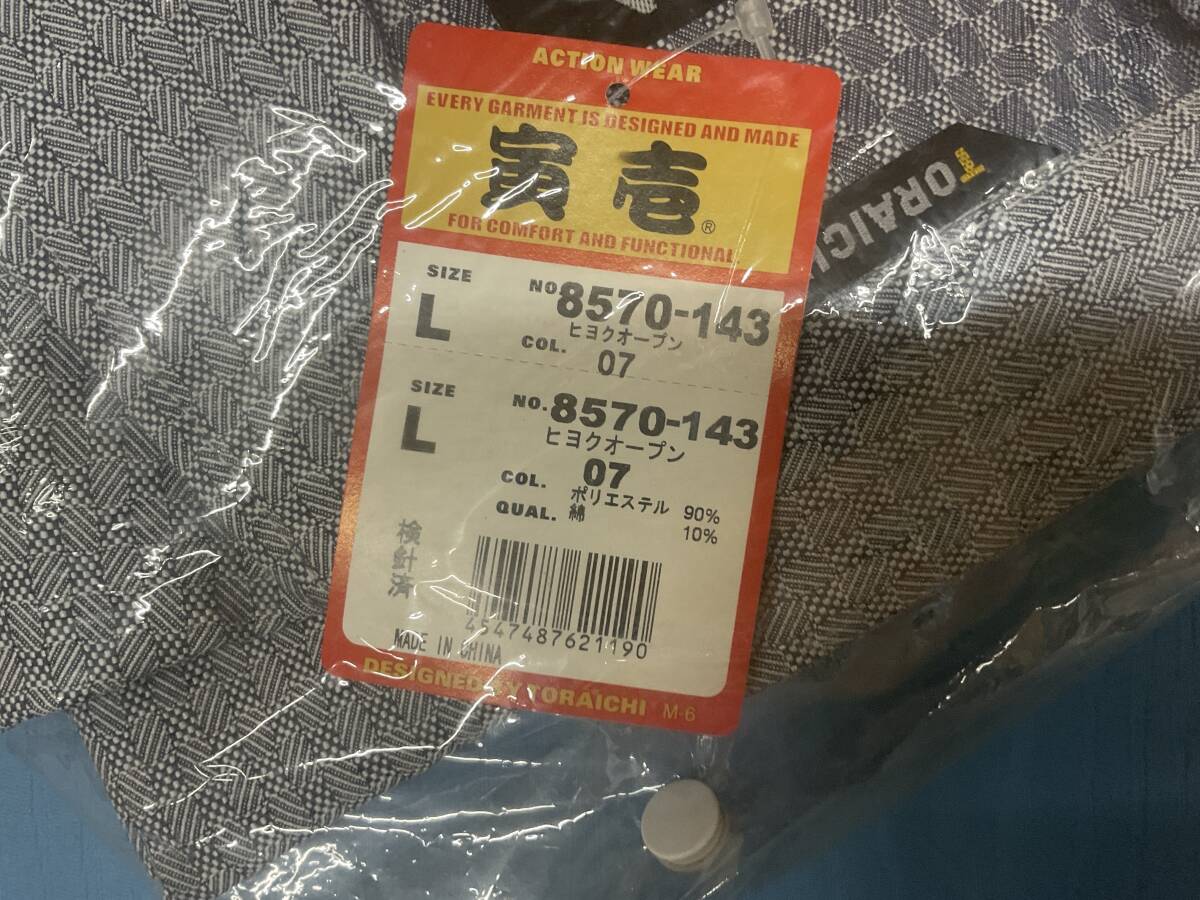 ACTION WEAR
EVERY GARMENT IS DESIGNED AND MADE
寅壱®
FOR COMFORT AND FUNCTIONAL
SIZE
L
NO 8570-143
ヒヨクオープン
COL. 07
SIZE
L
NO. 8570-143
ヒヨクオープン
COL. 07
QUAL. ポリエステル 90%
綿 10%
検針済
4547487621190
MADE IN CHINA
DESIGNED BY TORAICHI M-6
TORAICH